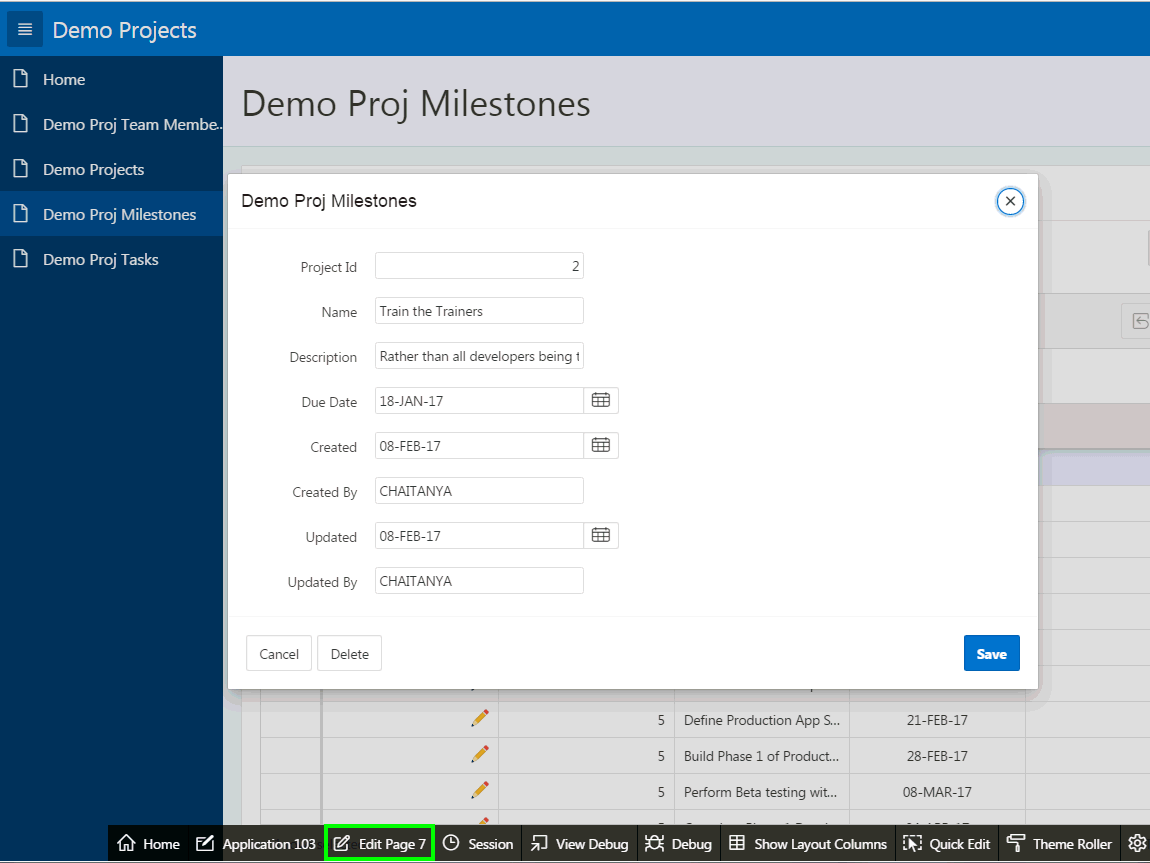 Demo Projects
Home
Demo Proj Team Membe..
Demo Projects
Demo Proj Milestones
Demo Proj Tasks
Demo Proj Milestones
Demo Proj Milestones
Project Id 2
Name Train the Trainers
Description Rather than all developers being t
Due Date 18-JAN-17
Created 08-FEB-17
Created By CHAITANYA
Updated 08-FEB-17
Updated By CHAITANYA
Cancel Delete Save
5 Define Production App S... 21-FEB-17
5 Build Phase 1 of Product... 28-FEB-17
5 Perform Beta testing wit... 08-MAR-17
Home Application 103 Edit Page 7 Session View Debug Debug Show Layout Columns Quick Edit Theme Roller